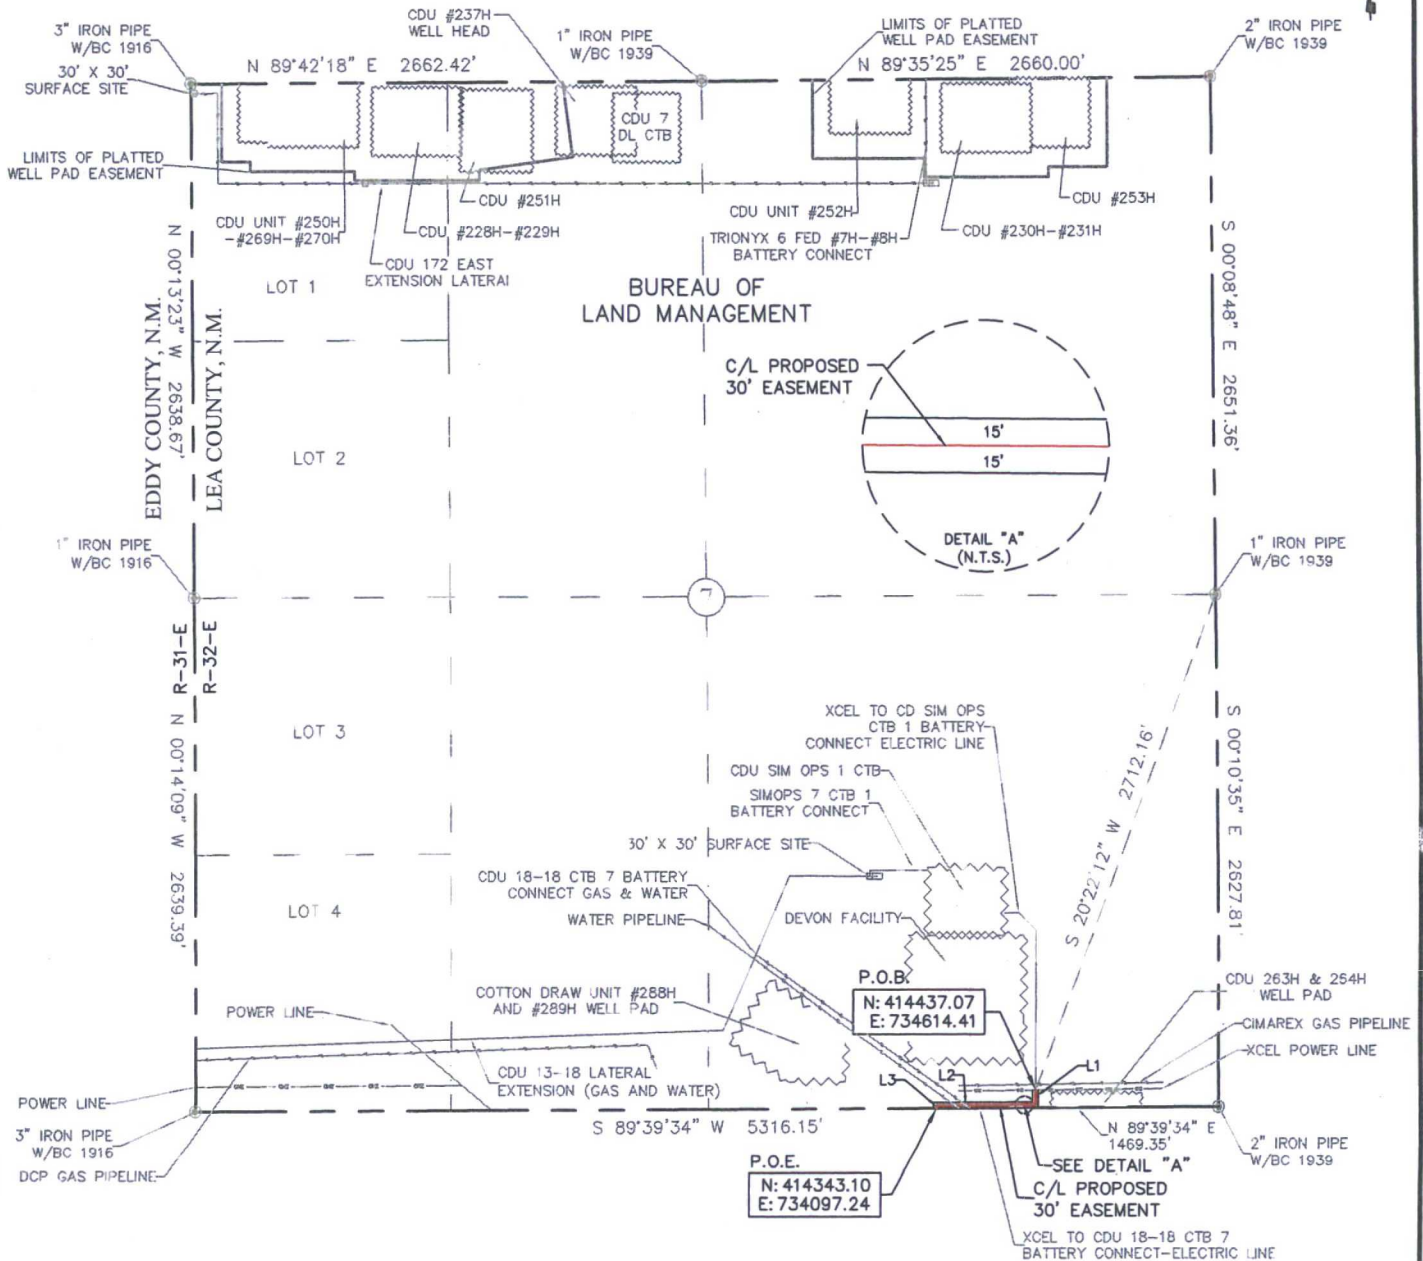 3" IRON PIPE
W/BC 1916
30' X 30'
SURFACE SITE
CDU #237H
WELL HEAD
N 89°42'18" E 2662.42'
1" IRON PIPE
W/BC 1939
LIMITS OF PLATTED
WELL PAD EASEMENT
N 89°35'25" E 2660.00'
2" IRON PIPE
W/BC 1939
CDU 7
DL CTB
LIMITS OF PLATTED
WELL PAD EASEMENT
CDU UNIT #250H
-#269H-#270H
CDU #251H
CDU #228H-#229H
CDU 172 EAST
EXTENSION LATERAL
CDU UNIT #252H
TRIONYX 6 FED #7H-#8H
BATTERY CONNECT
CDU #253H
CDU #230H-#231H
N 00°13'23" W 2638.67'
EDDY COUNTY, N.M.
LEA COUNTY, N.M.
LOT 1
BUREAU OF
LAND MANAGEMENT
S 00°08'48" E 2651.36'
C/L PROPOSED
30' EASEMENT
15'
15'
DETAIL "A"
(N.T.S.)
LOT 2
1" IRON PIPE
W/BC 1916
1" IRON PIPE
W/BC 1939
7
R-31-E
R-32-E
N 00°14'09" W 2639.39'
LOT 3
XCEL TO CD SIM OPS
CTB 1 BATTERY
CONNECT ELECTRIC LINE
CDU SIM OPS 1 CTB
SIMOPS 7 CTB 1
BATTERY CONNECT
30' X 30' SURFACE SITE
S 20°22'12" W 2712.16'
S 00°10'35" E 2627.81'
CDU 18-18 CTB 7 BATTERY
CONNECT GAS & WATER
WATER PIPELINE
DEVON FACILITY
LOT 4
P.O.B.
N: 414437.07
E: 734614.41
CDU 263H & 254H
WELL PAD
CIMAREX GAS PIPELINE
XCEL POWER LINE
COTTON DRAW UNIT #288H
AND #289H WELL PAD
POWER LINE
CDU 13-18 LATERAL
EXTENSION (GAS AND WATER)
L3
L2
L1
POWER LINE
3" IRON PIPE
W/BC 1916
DCP GAS PIPELINE
S 89°39'34" W 5316.15'
N 89°39'34" E
1469.35'
2" IRON PIPE
W/BC 1939
P.O.E.
N: 414343.10
E: 734097.24
SEE DETAIL "A"
C/L PROPOSED
30' EASEMENT
XCEL TO CDU 18-18 CTB 7
BATTERY CONNECT-ELECTRIC LINE